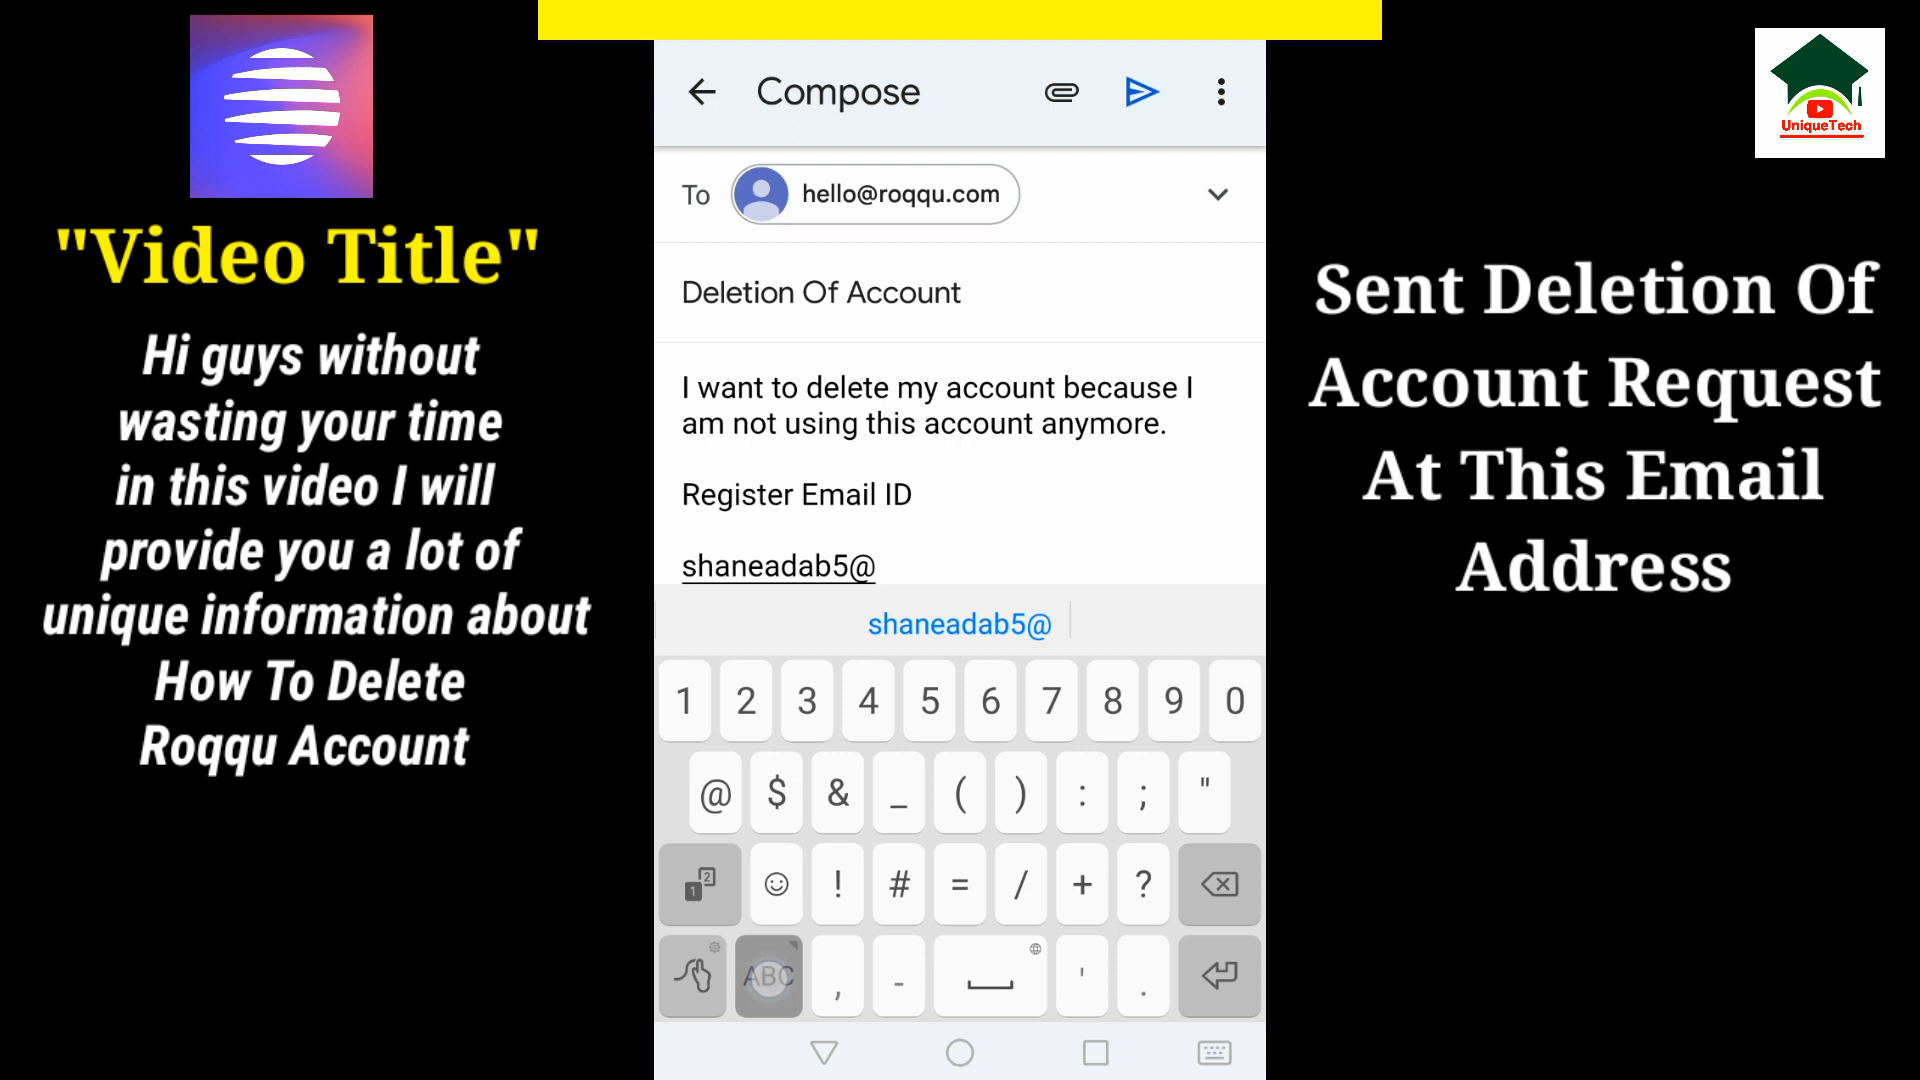 "Video Title"
Hi guys without
wasting your time
in this video I will
provide you a lot of
unique information about
How To Delete
Roqqu Account
Compose
To hello@roqqu.com
Deletion Of Account
I want to delete my account because I
am not using this account anymore.
Register Email ID
shaneadab5@
shaneadab5@
1 2 3 4 5 6 7 8 9 0
@ $ & _ ( ) : ; "
1 2 ! # = / + ?
ABC , - ' .
UniqueTech
Sent Deletion Of
Account Request
At This Email
Address